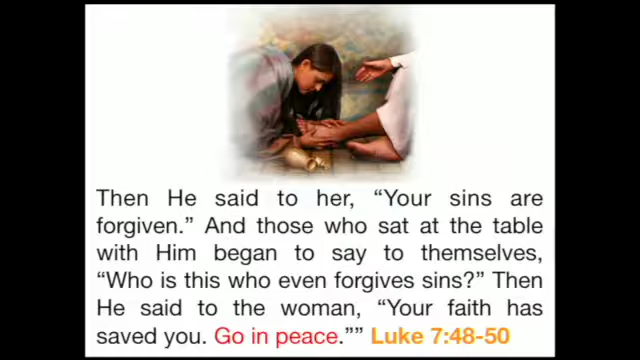 Then He said to her, “Your sins are
forgiven.” And those who sat at the table
with Him began to say to themselves,
“Who is this who even forgives sins?” Then
He said to the woman, “Your faith has
saved you. Go in peace.”” Luke 7:48-50